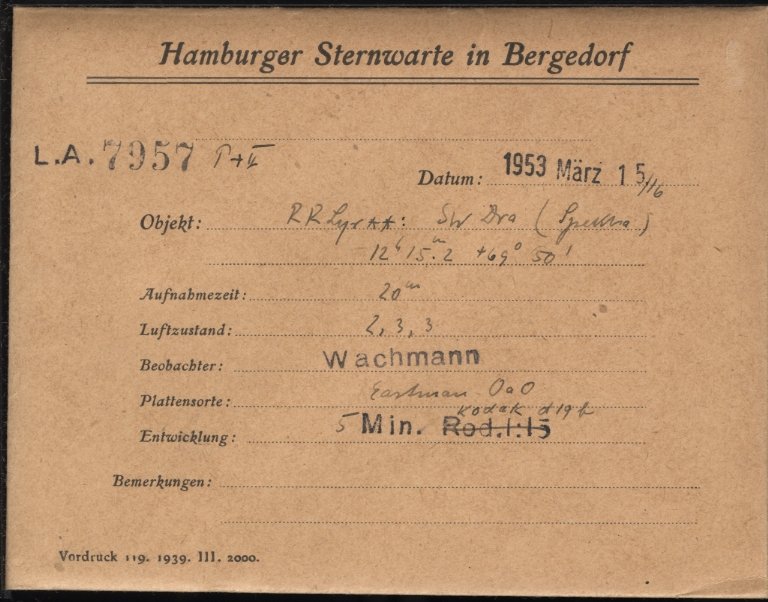 Hamburger Sternwarte in Bergedorf
L.A. 7957 I+II
Datum: 1953 März 15/16
Objekt: RR Lyr **: SW Dra (Spektra)
12h 15m.2 +69° 50'
Aufnahmezeit: 20m
Luftzustand: 2, 3, 3
Beobachter: Wachmann
Plattensorte: Eastman OaO
Kodak d19b
Entwicklung: 5 Min. Rod.1:15
Bemerkungen:
Vordruck 119. 1939. III. 2000.